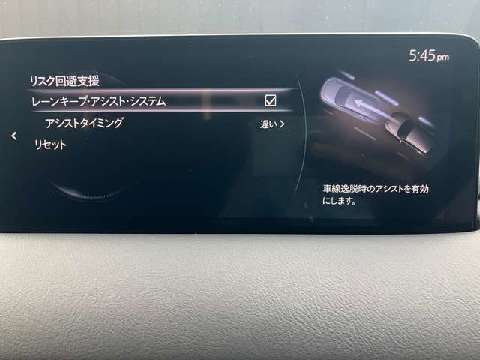 5:45pm
リスク回避支援
レーンキープ・アシスト・システム
アシストタイミング 遅い
リセット
車線逸脱時のアシストを有効
にします。